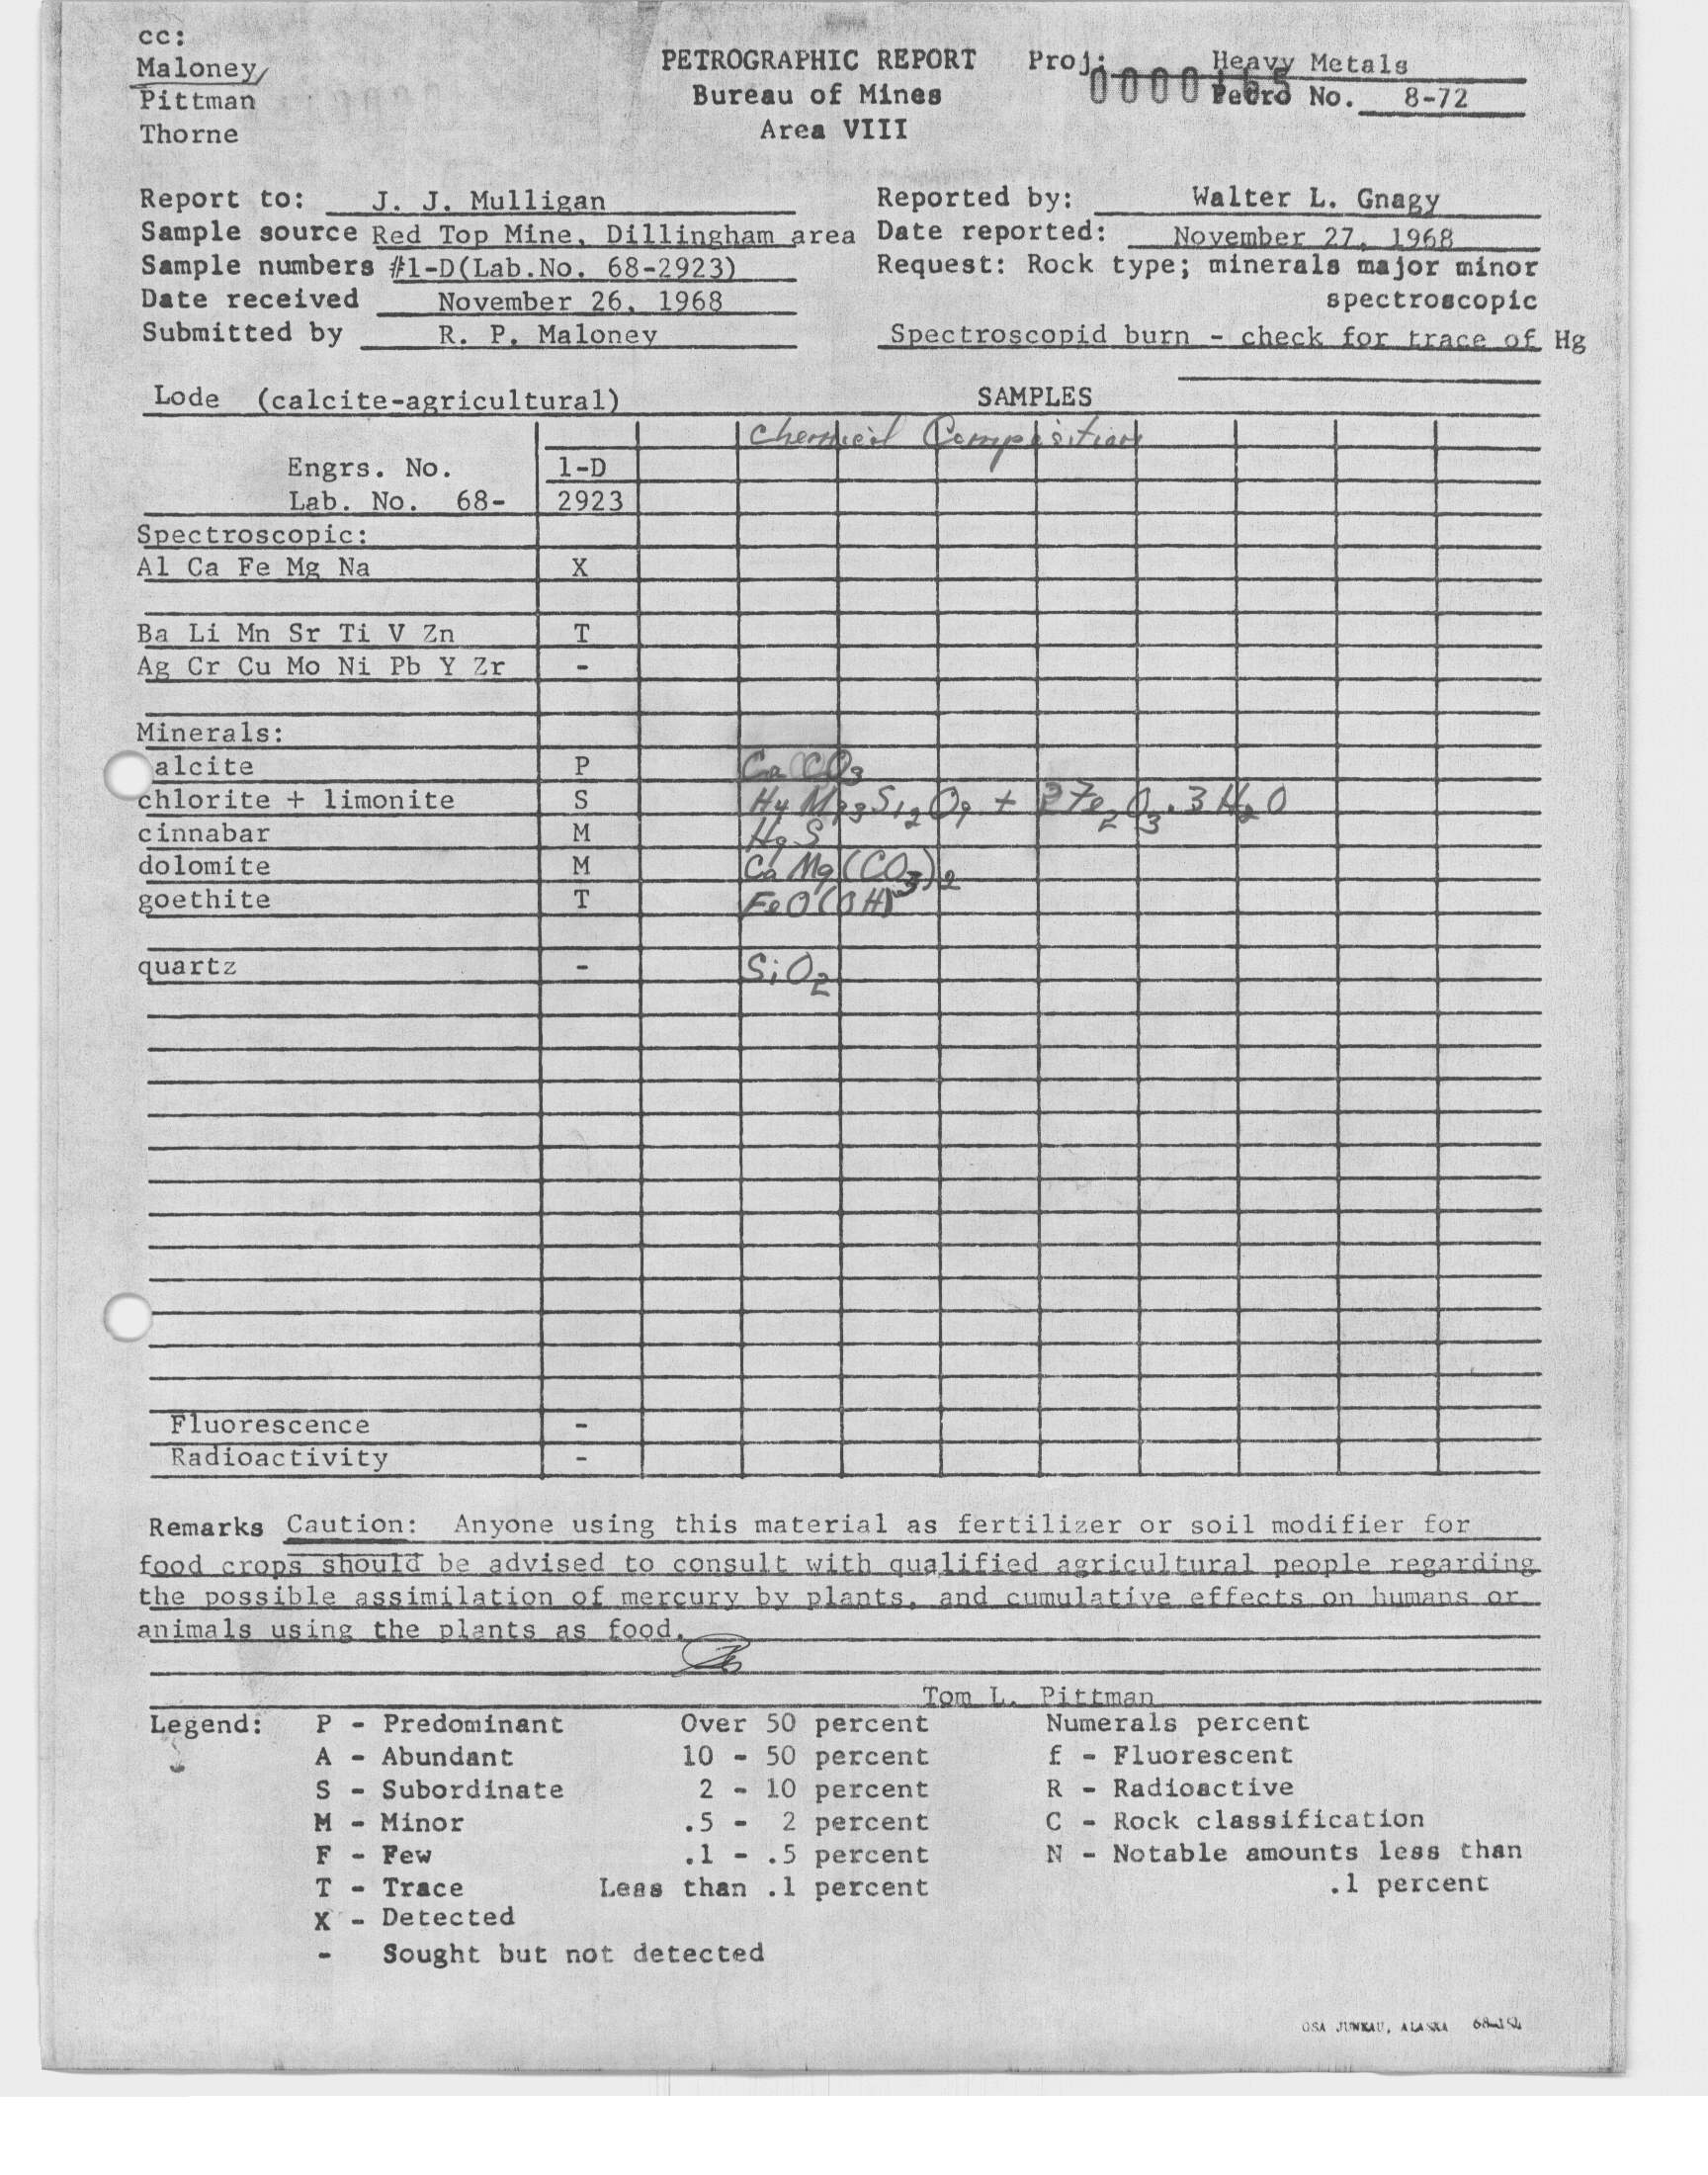 cc:
Maloney
Pittman
Thorne
PETROGRAPHIC REPORT
Bureau of Mines
Area VIII
Proj: Heavy Metals
Petro No. 8-72
Report to: J. J. Mulligan
Sample source Red Top Mine, Dillingham area
Sample numbers #1-D(Lab.No. 68-2923)
Date received November 26, 1968
Submitted by R. P. Maloney
Reported by: Walter L. Gnagy
Date reported: November 27, 1968
Request: Rock type; minerals major minor
spectroscopic
Spectroscopid burn - check for trace of Hg
Lode (calcite-agricultural) SAMPLES
Chemical Composition
Engrs. No. 1-D
Lab. No. 68- 2923
Spectroscopic:
Al Ca Fe Mg Na X
Ba Li Mn Sr Ti V Zn T
Ag Cr Cu Mo Ni Pb Y Zr -
Minerals:
alcite P CaCO3
chlorite + limonite S H4Mg3Si2O9 + 2Fe2O3.3H2O
cinnabar M HgS
dolomite M CaMg(CO3)2
goethite T FeO(OH)
quartz - SiO2
Fluorescence -
Radioactivity -
Remarks Caution: Anyone using this material as fertilizer or soil modifier for
food crops should be advised to consult with qualified agricultural people regarding
the possible assimilation of mercury by plants, and cumulative effects on humans or
animals using the plants as food.
Tom L. Pittman
Legend: P - Predominant Over 50 percent Numerals percent
A - Abundant 10 - 50 percent f - Fluorescent
S - Subordinate 2 - 10 percent R - Radioactive
M - Minor .5 - 2 percent C - Rock classification
F - Few .1 - .5 percent N - Notable amounts less than
T - Trace Less than .1 percent .1 percent
X - Detected
- Sought but not detected
OSA JUNEAU, ALASKA